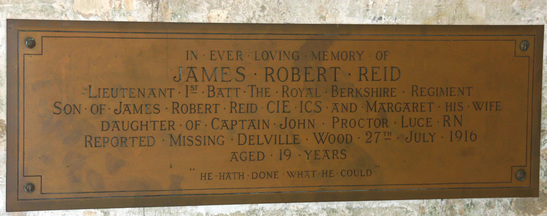 IN · EVER · LOVING · MEMORY · OF
JAMES · ROBERT · REID
LIEUTENANT · 1ST BATT · THE · ROYAL · BERKSHIRE · REGIMENT
SON · OF · JAMES · ROBERT · REID · CIE · ICS · AND · MARGARET · HIS · WIFE
DAUGHTER · OF · CAPTAIN · JOHN · PROCTOR · LUCE · RN
REPORTED · MISSING · DELVILLE · WOOD · 27TH · JULY · 1916
AGED · 19 · YEARS
"HE · HATH · DONE · WHAT · HE · COULD